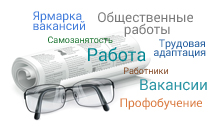 Ярмарка
вакансий
Общественные
работы
Самозанятость
Трудовая
адаптация
Работа
Работники
Вакансии
Профобучение